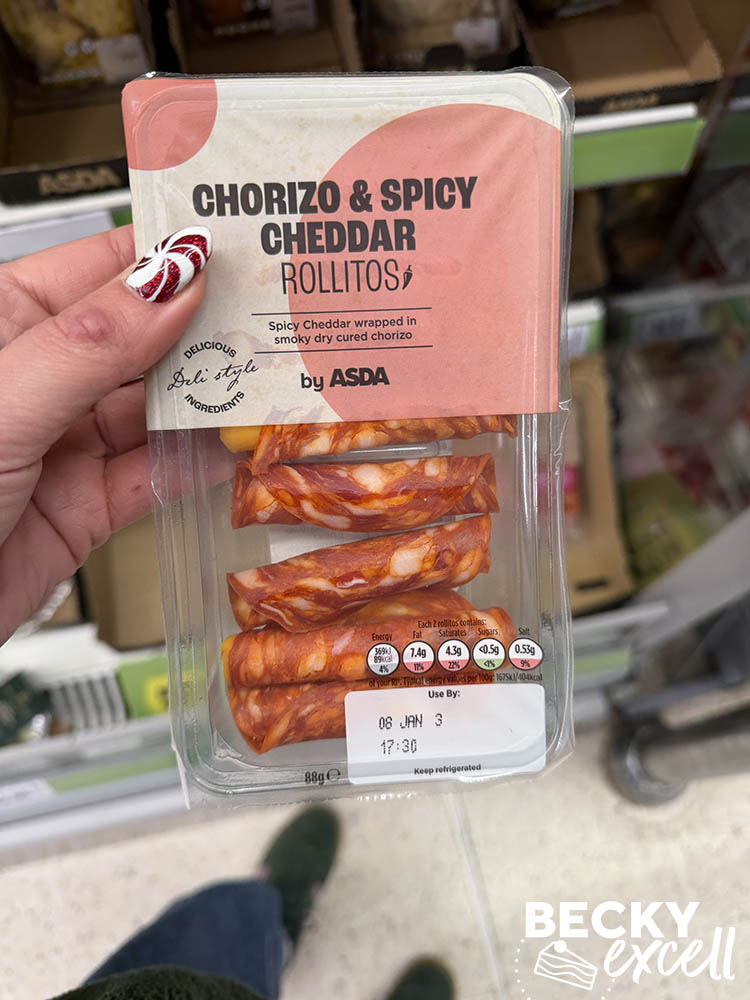 ASDA
ASDA
CHORIZO & SPICY
CHEDDAR
ROLLITOS
Spicy Cheddar wrapped in
smoky dry cured chorizo
DELICIOUS
Deli style
INGREDIENTS
by ASDA
Each 2 rollitos contains:
Energy Fat Saturates Sugars Salt
369kJ
89kcal
4%
7.4g
11%
4.3g
22%
<0.5g
<1%
0.53g
9%
of your RI*. Typical energy values per 100g: 1675kJ/404kcal
Use By:
08 JAN 3
17:30
88g e
Keep refrigerated
BECKY
excell